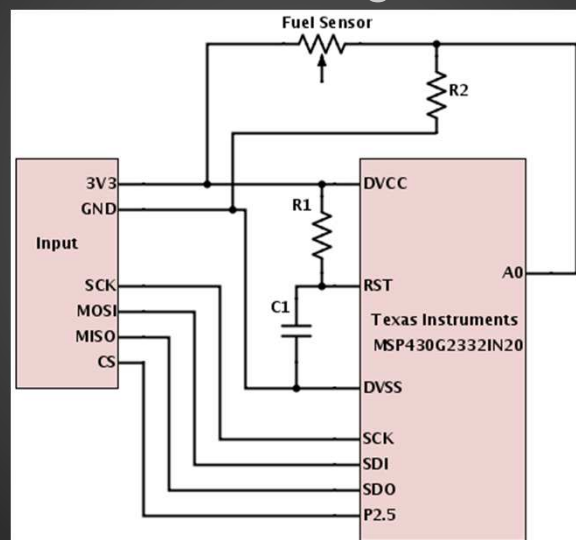 Fuel Sensor
R2
3V3
DVCC
GND
R1
Input
SCK
RST
A0
MOSI
C1
Texas Instruments
MISO
MSP430G2332IN20
CS
DVSS
SCK
SDI
SDO
P2.5